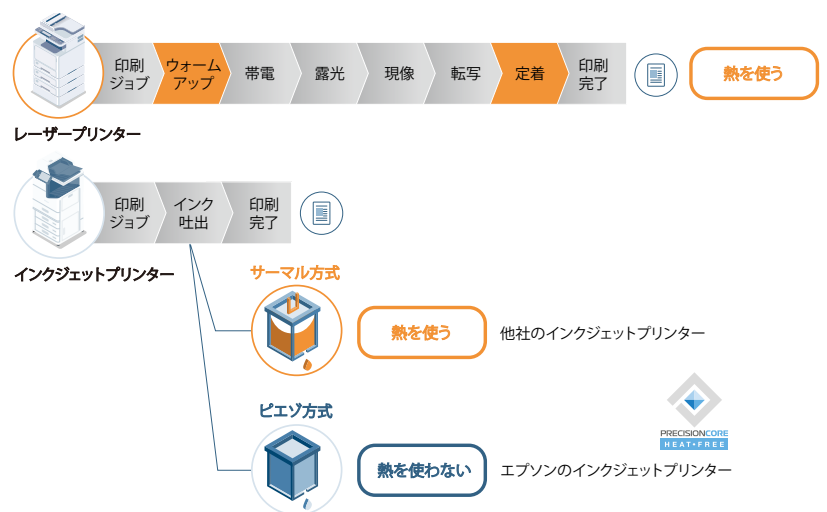 印刷
ジョブ
ウォーム
アップ
帯電
露光
現像
転写
定着
印刷
完了
熱を使う
レーザープリンター
印刷
ジョブ
インク
吐出
印刷
完了
インクジェットプリンター
サーマル方式
熱を使う
他社のインクジェットプリンター
PRECISIONCORE
HEAT•FREE
ピエゾ方式
熱を使わない
エプソンのインクジェットプリンター